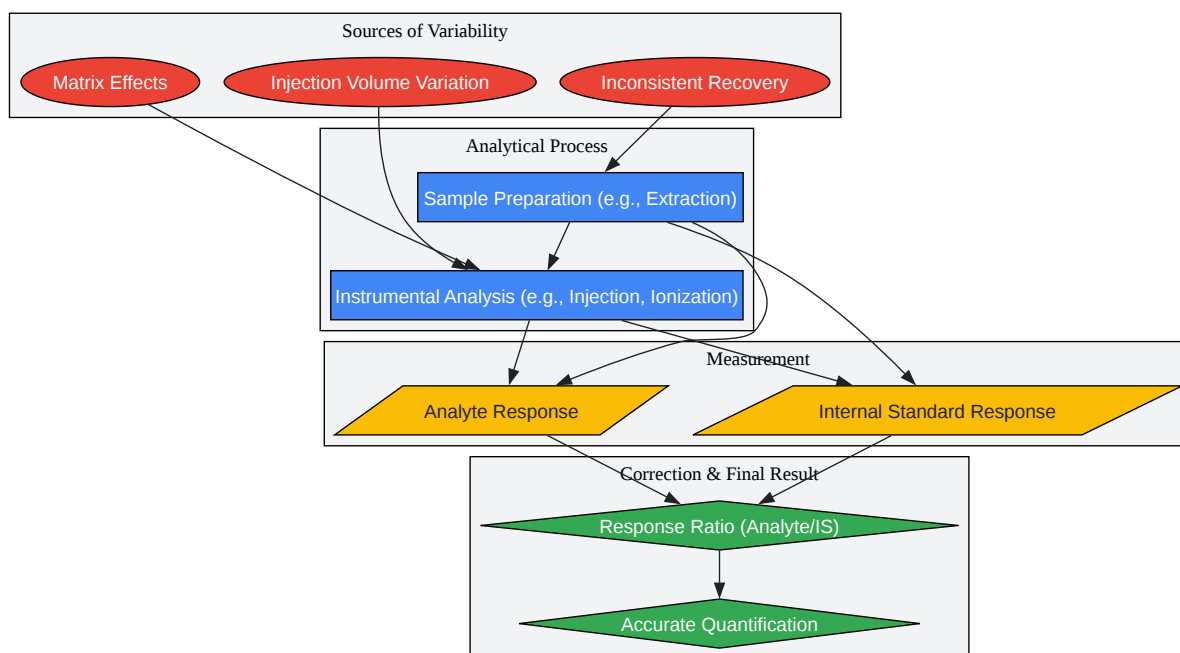 Sources of Variability
Matrix Effects
Injection Volume Variation
Inconsistent Recovery
Analytical Process
Sample Preparation (e.g., Extraction)
Instrumental Analysis (e.g., Injection, Ionization)
Measurement
Analyte Response
Internal Standard Response
Correction & Final Result
Response Ratio (Analyte/IS)
Accurate Quantification